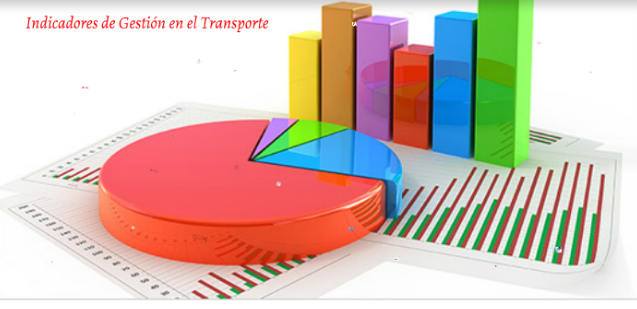 Indicadores de Gestión en el Transporte